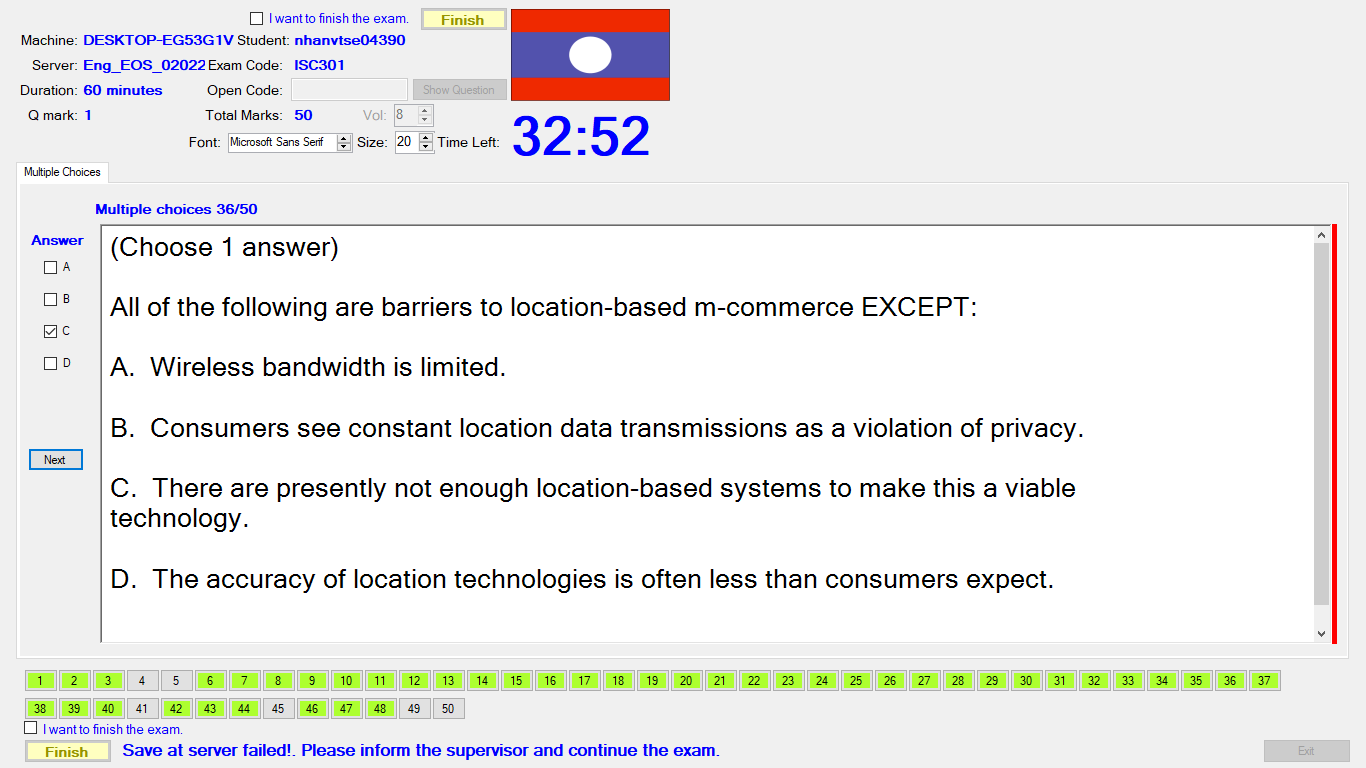 I want to finish the exam. Finish
Machine: DESKTOP-EG53G1V Student: nhanvtse04390
Server: Eng_EOS_02022 Exam Code: ISC301
Duration: 60 minutes Open Code: Show Question
Q mark: 1 Total Marks: 50 Vol: 8
Font: Microsoft Sans Serif Size: 20 Time Left: 32:52
Multiple Choices
Multiple choices 36/50
Answer
A
B
C
D
Next
(Choose 1 answer)
All of the following are barriers to location-based m-commerce EXCEPT:
A. Wireless bandwidth is limited.
B. Consumers see constant location data transmissions as a violation of privacy.
C. There are presently not enough location-based systems to make this a viable
technology.
D. The accuracy of location technologies is often less than consumers expect.
1 2 3 4 5 6 7 8 9 10 11 12 13 14 15 16 17 18 19 20 21 22 23 24 25 26 27 28 29 30 31 32 33 34 35 36 37
38 39 40 41 42 43 44 45 46 47 48 49 50
I want to finish the exam.
Finish Save at server failed!. Please inform the supervisor and continue the exam. Exit